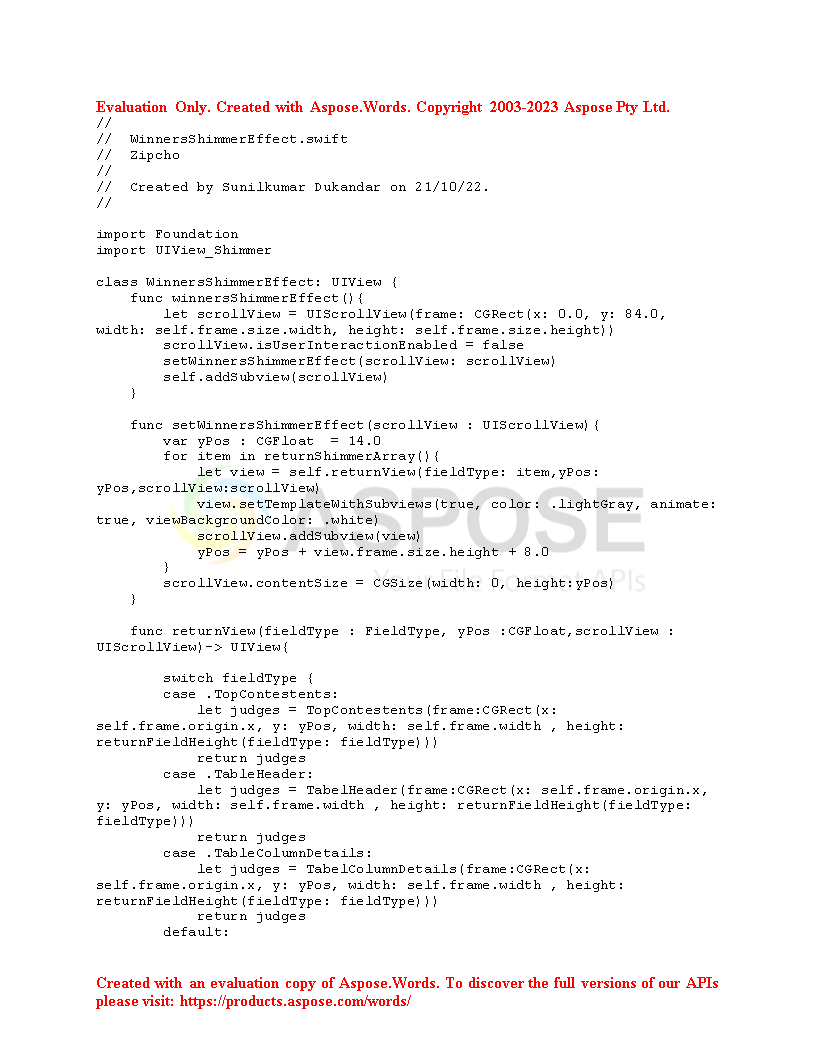 Evaluation Only. Created with Aspose.Words. Copyright 2003-2023 Aspose Pty Ltd.
//
//  WinnersShimmerEffect.swift
//  Zipcho
//
//  Created by Sunilkumar Dukandar on 21/10/22.
//

import Foundation
import UIView_Shimmer

class WinnersShimmerEffect: UIView {
    func winnersShimmerEffect(){
        let scrollView = UIScrollView(frame: CGRect(x: 0.0, y: 84.0,
width: self.frame.size.width, height: self.frame.size.height))
        scrollView.isUserInteractionEnabled = false
        setWinnersShimmerEffect(scrollView: scrollView)
        self.addSubview(scrollView)
    }

    func setWinnersShimmerEffect(scrollView : UIScrollView){
        var yPos : CGFloat  = 14.0
        for item in returnShimmerArray(){
            let view = self.returnView(fieldType: item,yPos:
yPos,scrollView:scrollView)
            view.setTemplateWithSubviews(true, color: .lightGray, animate:
true, viewBackgroundColor: .white)
            scrollView.addSubview(view)
            yPos = yPos + view.frame.size.height + 8.0
        }
        scrollView.contentSize = CGSize(width: 0, height:yPos)
    }

    func returnView(fieldType : FieldType, yPos :CGFloat,scrollView :
UIScrollView)-> UIView{

        switch fieldType {
        case .TopContestents:
            let judges = TopContestents(frame:CGRect(x:
self.frame.origin.x, y: yPos, width: self.frame.width , height:
returnFieldHeight(fieldType: fieldType)))
            return judges
        case .TableHeader:
            let judges = TabelHeader(frame:CGRect(x: self.frame.origin.x,
y: yPos, width: self.frame.width , height: returnFieldHeight(fieldType:
fieldType)))
            return judges
        case .TableColumnDetails:
            let judges = TabelColumnDetails(frame:CGRect(x:
self.frame.origin.x, y: yPos, width: self.frame.width , height:
returnFieldHeight(fieldType: fieldType)))
            return judges
        default:
ASPOSE
Your File Format APIs
Created with an evaluation copy of Aspose.Words. To discover the full versions of our APIs
please visit: https://products.aspose.com/words/